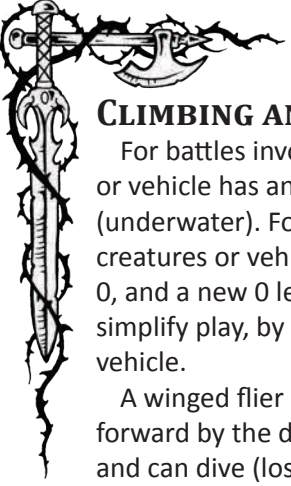 CLIMBING AN
For battles invo
or vehicle has an
(underwater). Fo
creatures or veh
0, and a new 0 le
simplify play, by
vehicle.
A winged flier
forward by the d
and can dive (los